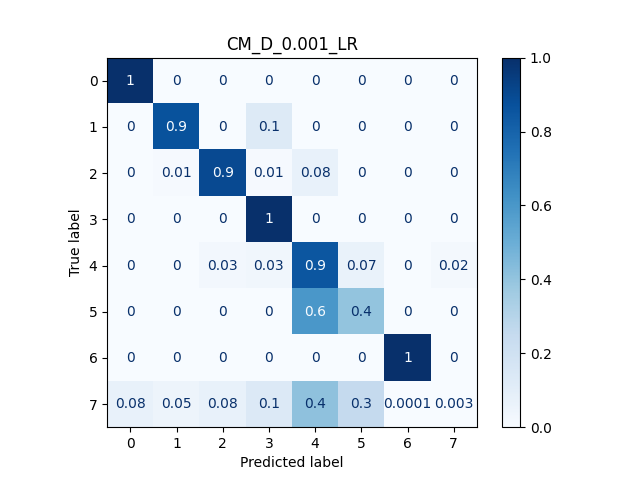 CM_D_0.001_LR
0 1 0 0 0 0 0 0 0 1.0
1 0 0.9 0 0.1 0 0 0 0 0.8
2 0 0.01 0.9 0.01 0.08 0 0 0
3 0 0 0 1 0 0 0 0 0.6
True label
4 0 0 0.03 0.03 0.9 0.07 0 0.02 0.4
5 0 0 0 0 0.6 0.4 0 0
6 0 0 0 0 0 0 1 0 0.2
7 0.08 0.05 0.08 0.1 0.4 0.3 0.0001 0.003 0.0
0 1 2 3 4 5 6 7
Predicted label